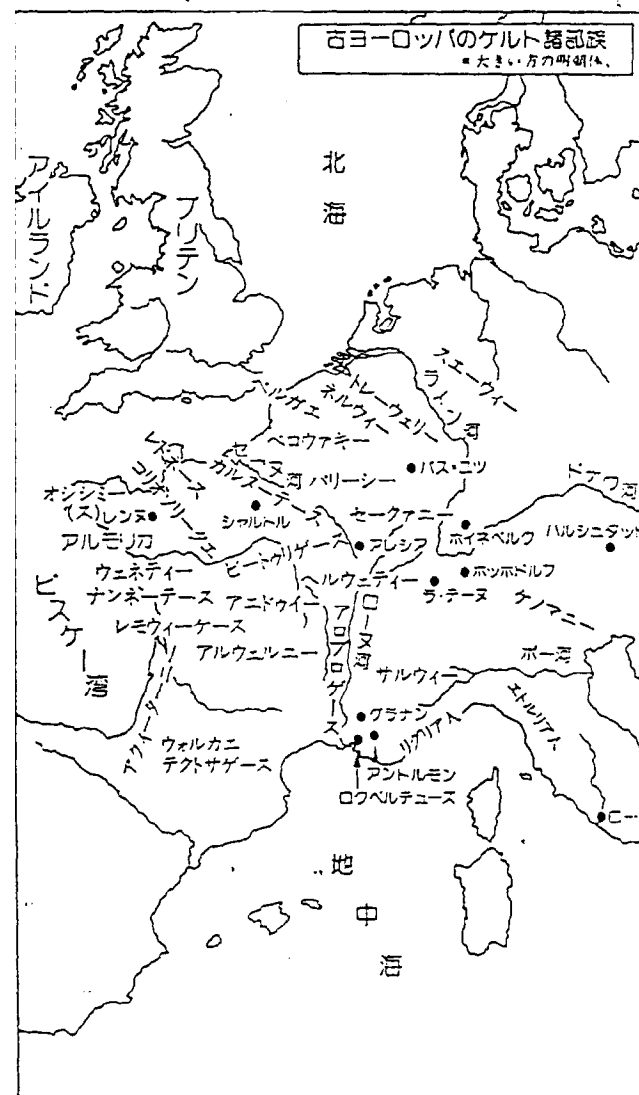 古ヨーロッパのケルト諸部族
北海
アイルランド
ブリテン
スエーヴィー
ライン河
トレーウェリー
ネルヴィー
ベルガエ
ベコヴァキー
セーヌ河
パリーシー
バス・ユツ
カルヌーテース
シャルトル
オシシミー
(ス)レンヌ
アルモリカ
セークァニー
ドナウ河
ホイネベルク
ハルシュタット
ビートゥリゲース
アレシア
ヘルウェティー
ホッホドルフ
ラ・テーヌ
ケノマニー
ウェネティー
ナンネーテース
アエドゥイー
レモウィーケース
アルウェルニー
ビスケー湾
ローヌ河
アロブロゲース
サルウィー
ポー河
グラナン
リグリア人
エトルリア人
アクィーターニー
ウォルカニ
テクトサゲース
アントルモン
ロクペルテューズ
ロー
地中海